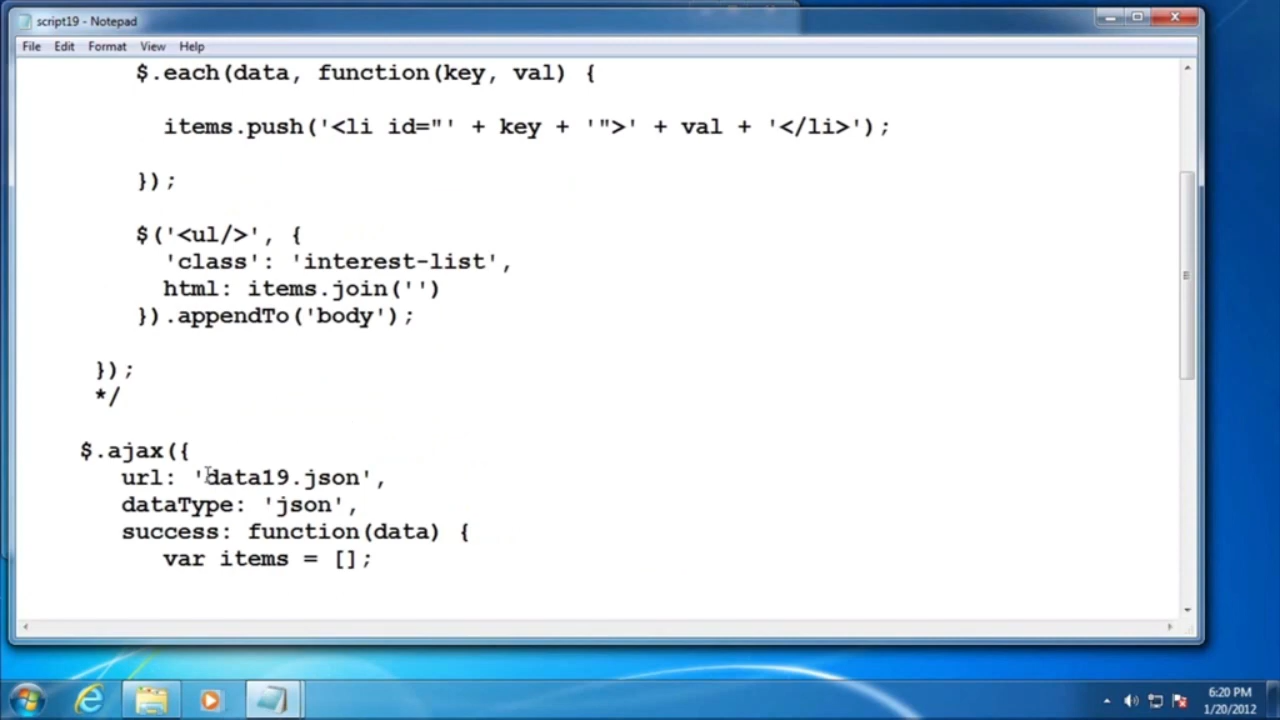 script19 - Notepad
File Edit Format View Help
$.each(data, function(key, val) {
items.push('<li id="' + key + '">' + val + '</li>');
});
$('<ul/>', {
'class': 'interest-list',
html: items.join('')
}).appendTo('body');
});
*/
$.ajax({
url: 'data19.json',
dataType: 'json',
success: function(data) {
var items = [];
6:20 PM
1/20/2012